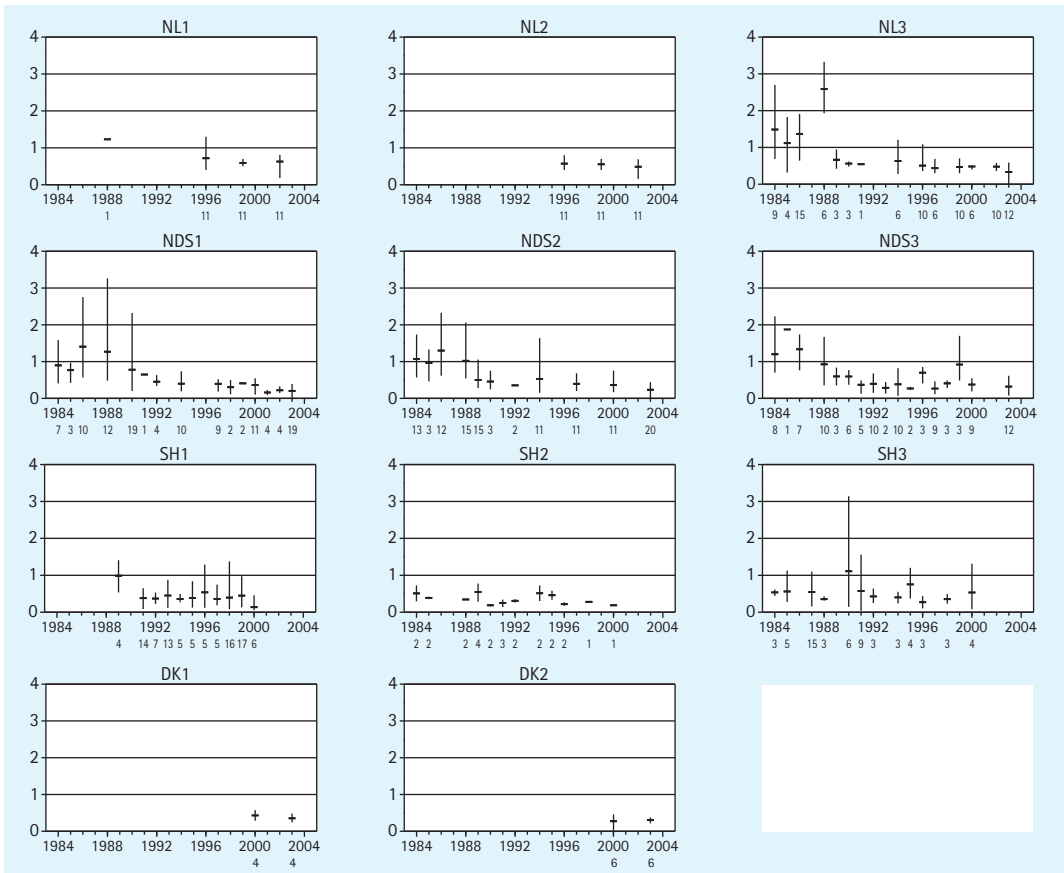 NL1 NL2 NL3
4 4 4
3 3 3
2 2 2
1 1 1
0 0 0
1984 1988 1992 1996 2000 2004 1984 1988 1992 1996 2000 2004 1984 1988 1992 1996 2000 2004
1 11 11 11 11 11 11 9 4 15 6 3 3 1 6 10 6 10 6 10 12
NDS1 NDS2 NDS3
4 4 4
3 3 3
2 2 2
1 1 1
0 0 0
1984 1988 1992 1996 2000 2004 1984 1988 1992 1996 2000 2004 1984 1988 1992 1996 2000 2004
7 3 10 12 19 1 4 10 9 2 2 11 4 4 19 13 3 12 15 15 3 2 11 11 11 20 8 1 7 10 3 6 5 10 2 10 2 3 9 3 3 9 12
SH1 SH2 SH3
4 4 4
3 3 3
2 2 2
1 1 1
0 0 0
1984 1988 1992 1996 2000 2004 1984 1988 1992 1996 2000 2004 1984 1988 1992 1996 2000 2004
4 14 7 13 5 5 5 5 16 17 6 2 2 2 4 2 3 2 2 2 2 1 1 3 5 15 3 6 9 3 3 4 3 3 4
DK1 DK2
4 4
3 3
2 2
1 1
0 0
1984 1988 1992 1996 2000 2004 1984 1988 1992 1996 2000 2004
4 4 6 6